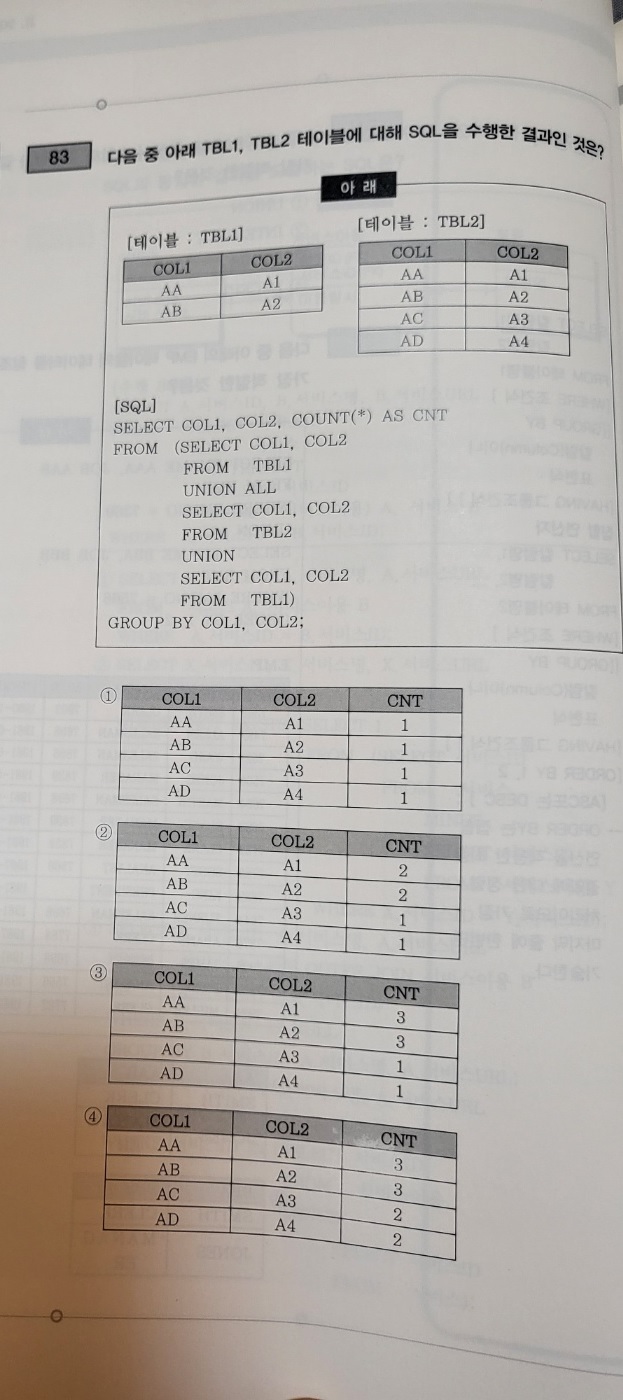 83 다음 중 아래 TBL1, TBL2 테이블에 대해 SQL을 수행한 결과인 것은?
아 래
[테이블 : TBL1]
COL1 COL2
AA A1
AB A2
[테이블 : TBL2]
COL1 COL2
AA A1
AB A2
AC A3
AD A4
[SQL]
SELECT COL1, COL2, COUNT(*) AS CNT
FROM (SELECT COL1, COL2
FROM TBL1
UNION ALL
SELECT COL1, COL2
FROM TBL2
UNION
SELECT COL1, COL2
FROM TBL1)
GROUP BY COL1, COL2;
① COL1 COL2 CNT
AA A1 1
AB A2 1
AC A3 1
AD A4 1
② COL1 COL2 CNT
AA A1 2
AB A2 2
AC A3 1
AD A4 1
③ COL1 COL2 CNT
AA A1 3
AB A2 3
AC A3 1
AD A4 1
④ COL1 COL2 CNT
AA A1 3
AB A2 3
AC A3 2
AD A4 2